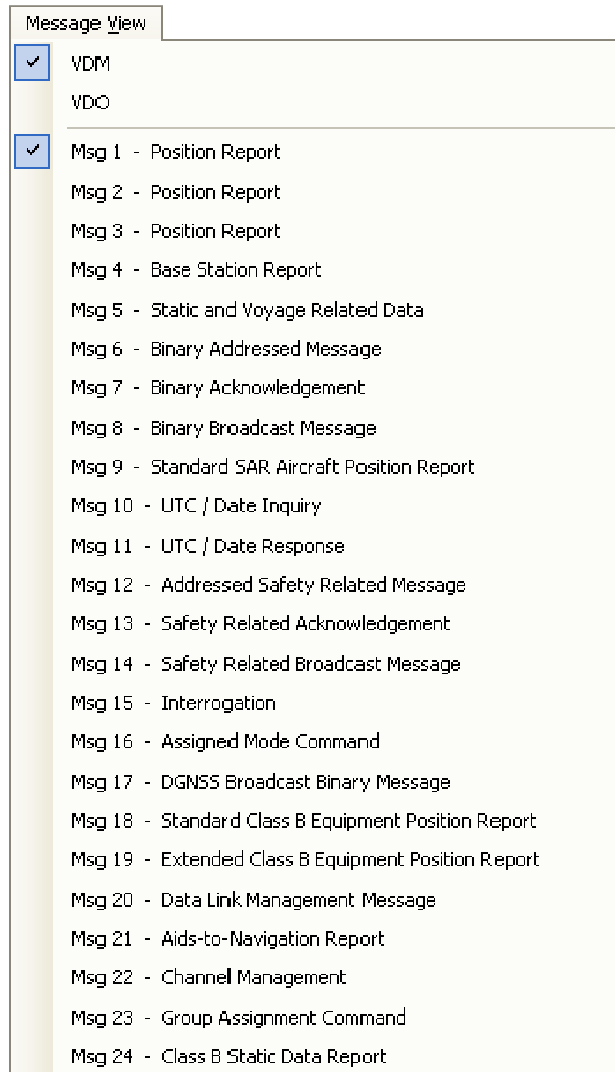 Message View
VDM
VDO
Msg 1 - Position Report
Msg 2 - Position Report
Msg 3 - Position Report
Msg 4 - Base Station Report
Msg 5 - Static and Voyage Related Data
Msg 6 - Binary Addressed Message
Msg 7 - Binary Acknowledgement
Msg 8 - Binary Broadcast Message
Msg 9 - Standard SAR Aircraft Position Report
Msg 10 - UTC / Date Inquiry
Msg 11 - UTC / Date Response
Msg 12 - Addressed Safety Related Message
Msg 13 - Safety Related Acknowledgement
Msg 14 - Safety Related Broadcast Message
Msg 15 - Interrogation
Msg 16 - Assigned Mode Command
Msg 17 - DGNSS Broadcast Binary Message
Msg 18 - Standard Class B Equipment Position Report
Msg 19 - Extended Class B Equipment Position Report
Msg 20 - Data Link Management Message
Msg 21 - Aids-to-Navigation Report
Msg 22 - Channel Management
Msg 23 - Group Assignment Command
Msg 24 - Class B Static Data Report